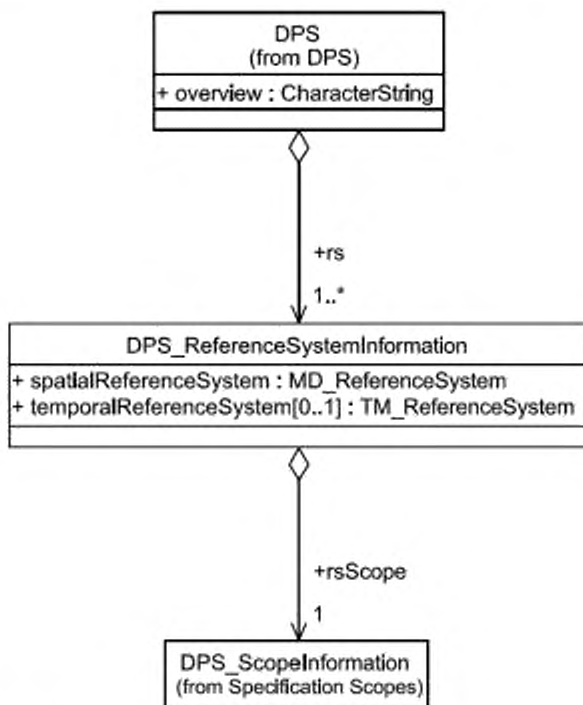 DPS
(from DPS)
+ overview : CharacterString
+rs
1..*
DPS_ReferenceSystemInformation
+ spatialReferenceSystem : MD_ReferenceSystem
+ temporalReferenceSystem[0..1] : TM_ReferenceSystem
+rsScope
1
DPS_ScopeInformation
(from Specification Scopes)